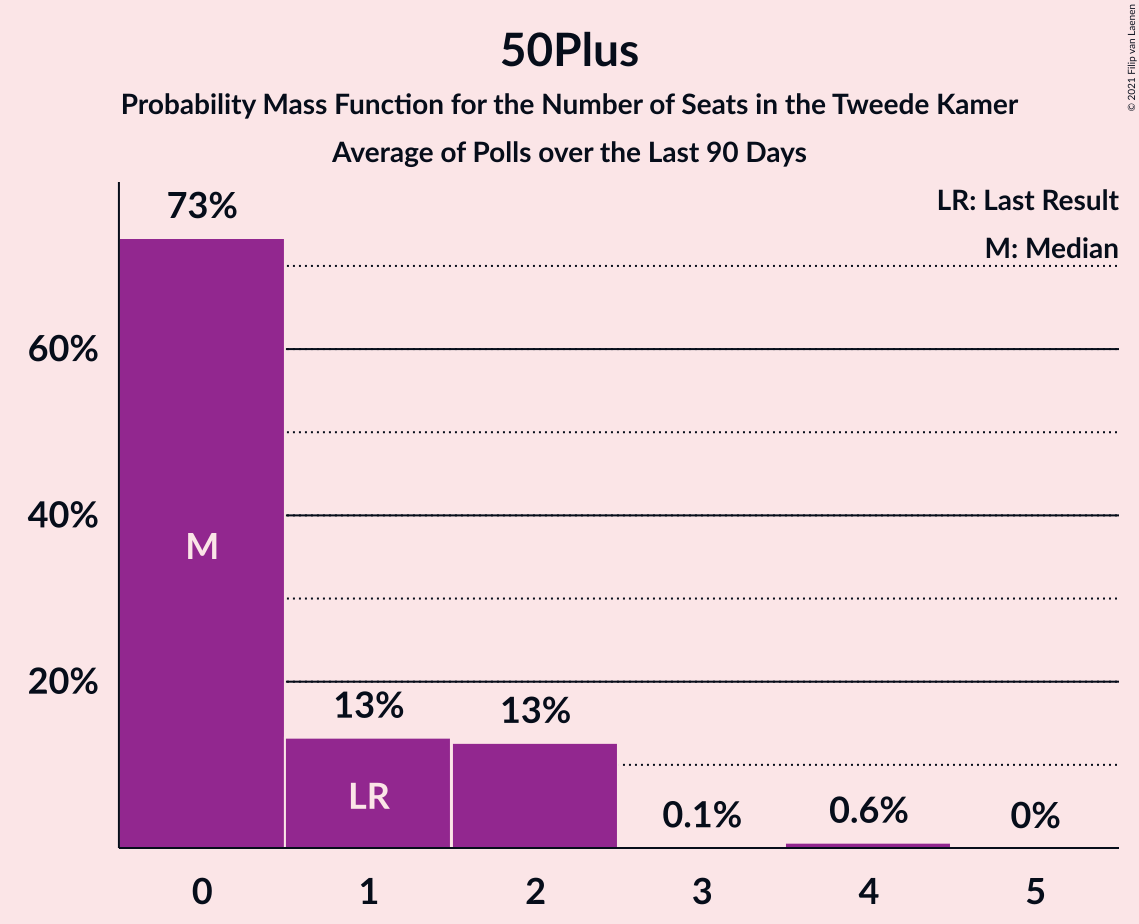 50Plus
Probability Mass Function for the Number of Seats in the Tweede Kamer
Average of Polls over the Last 90 Days
© 2021 Filip van Laenen
LR: Last Result
M: Median
73%
60%
40%
20%
M
13%
LR
13%
0.1%
0.6%
0%
0 1 2 3 4 5